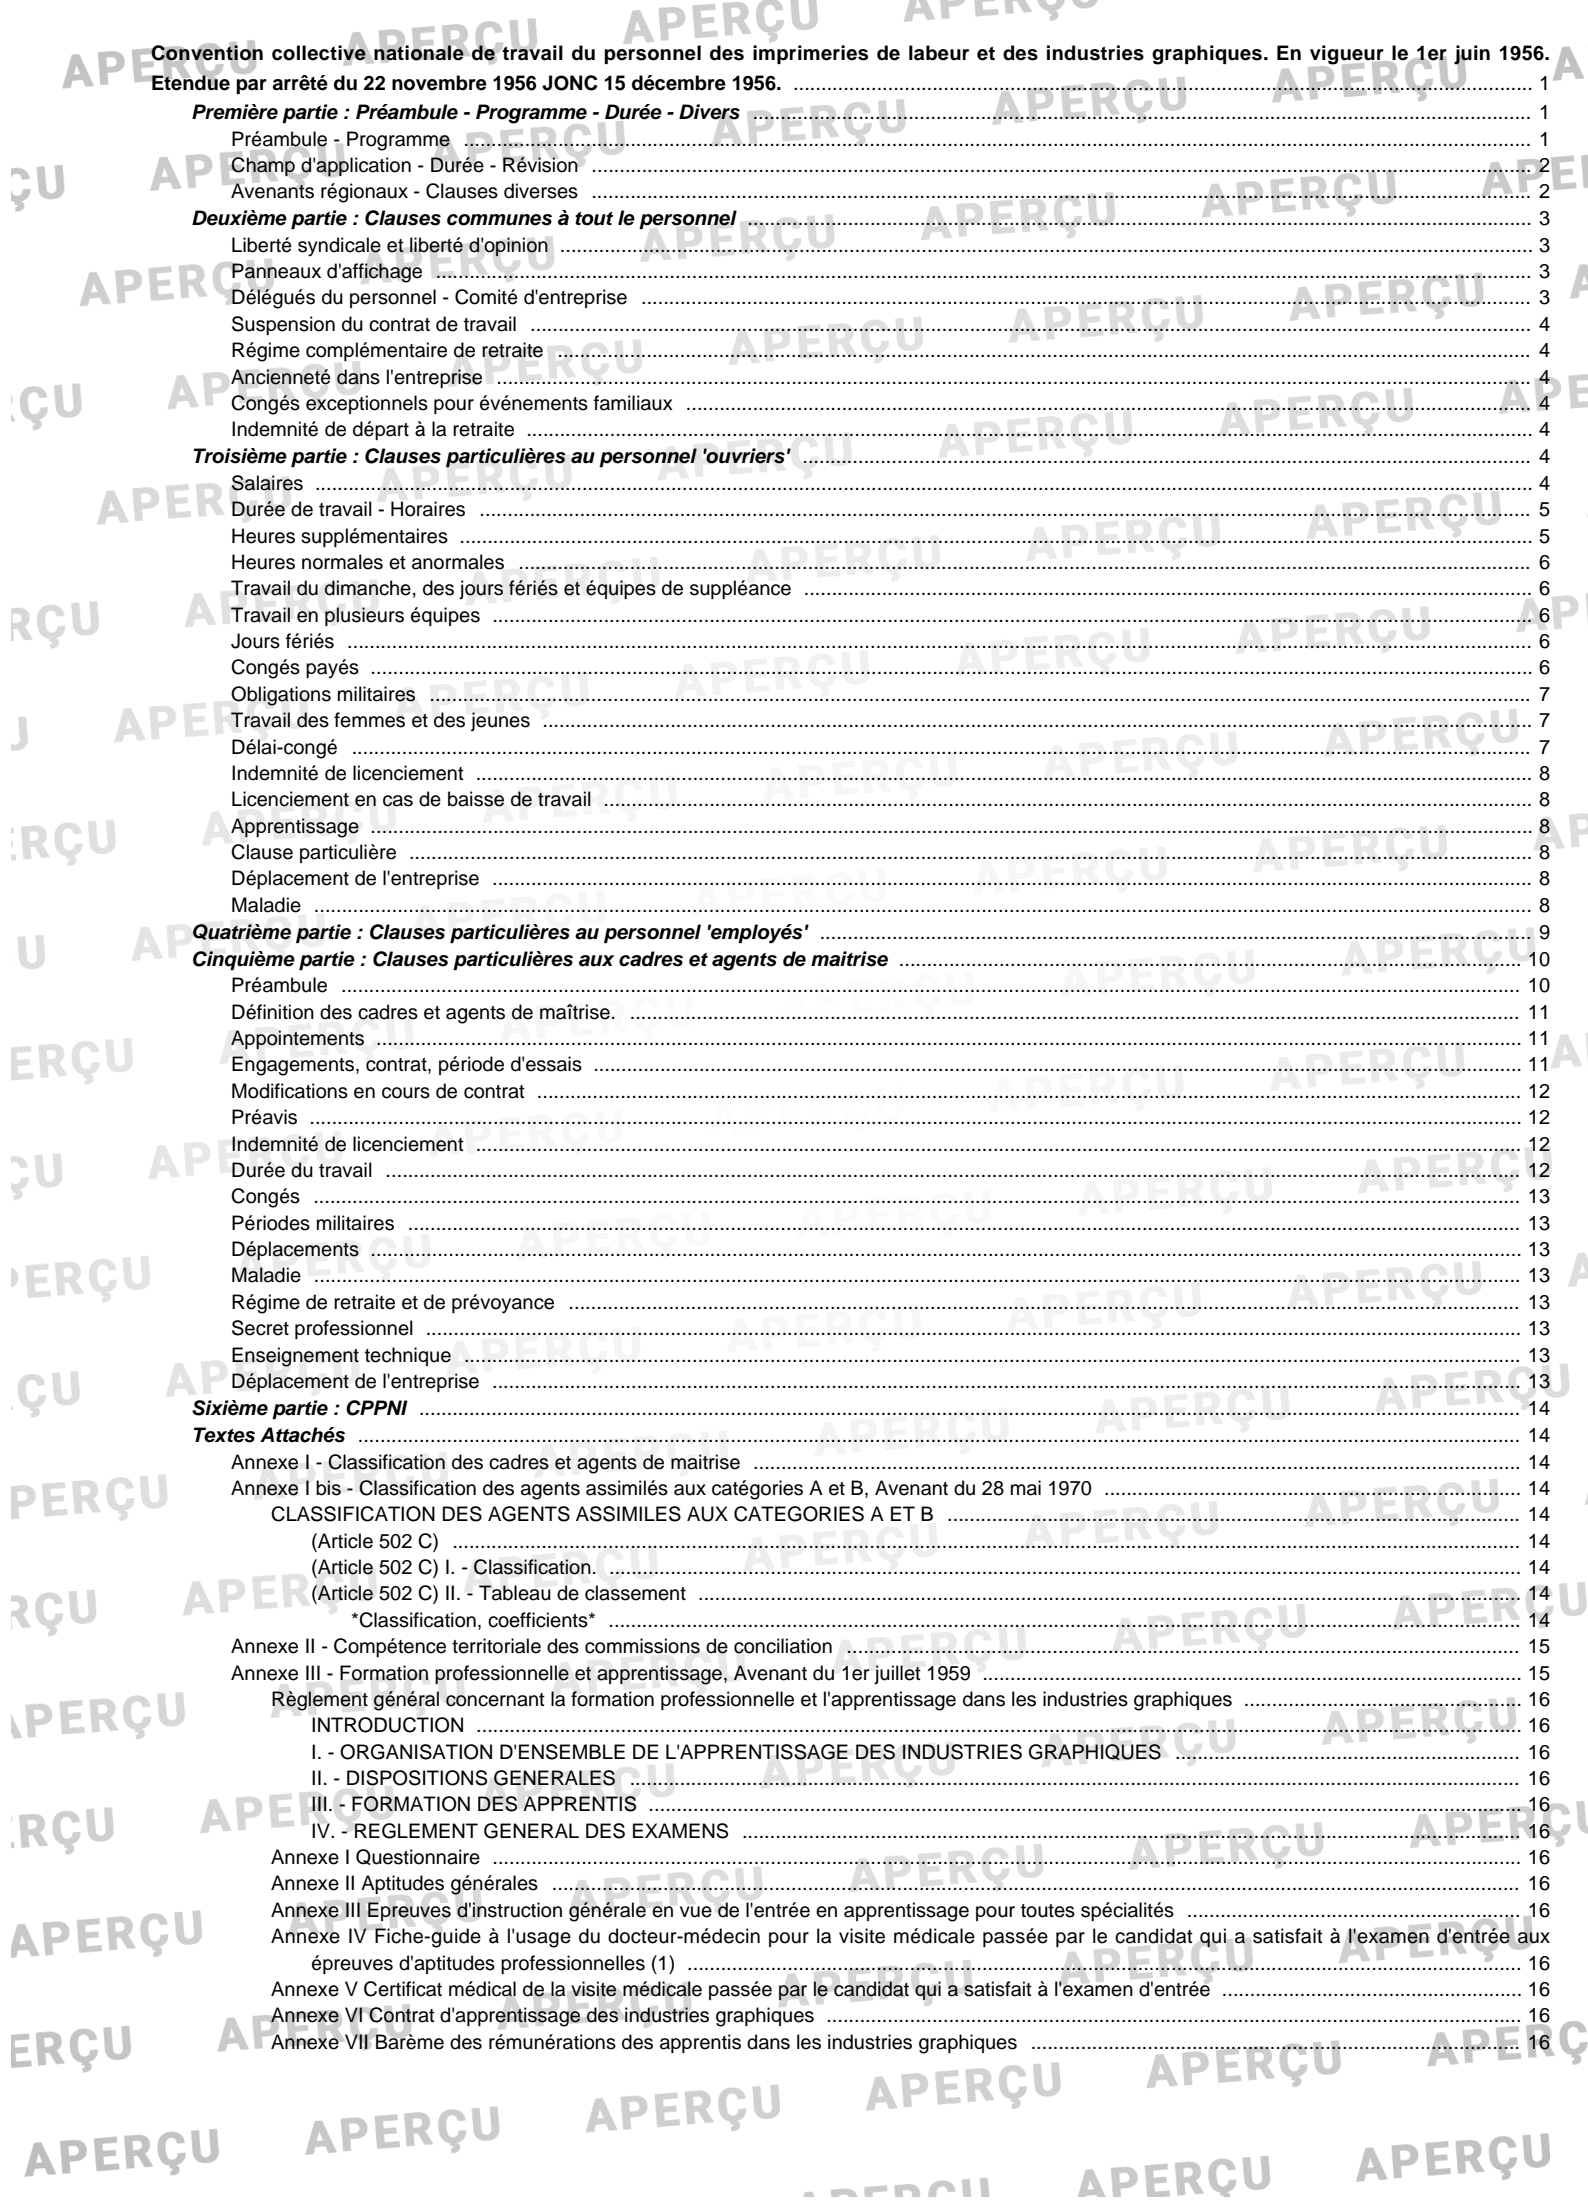 Convention collective nationale de travail du personnel des imprimeries de labeur et des industries graphiques. En vigueur le 1er juin 1956.
Etendue par arrêté du 22 novembre 1956 JONC 15 décembre 1956. 1
Première partie : Préambule - Programme - Durée - Divers 1
Préambule - Programme 1
Champ d'application - Durée - Révision 2
Avenants régionaux - Clauses diverses 2
Deuxième partie : Clauses communes à tout le personnel 3
Liberté syndicale et liberté d'opinion 3
Panneaux d'affichage 3
Délégués du personnel - Comité d'entreprise 3
Suspension du contrat de travail 4
Régime complémentaire de retraite 4
Ancienneté dans l'entreprise 4
Congés exceptionnels pour événements familiaux 4
Indemnité de départ à la retraite 4
Troisième partie : Clauses particulières au personnel 'ouvriers' 4
Salaires 4
Durée de travail - Horaires 5
Heures supplémentaires 5
Heures normales et anormales 6
Travail du dimanche, des jours fériés et équipes de suppléance 6
Travail en plusieurs équipes 6
Jours fériés 6
Congés payés 6
Obligations militaires 7
Travail des femmes et des jeunes 7
Délai-congé 7
Indemnité de licenciement 8
Licenciement en cas de baisse de travail 8
Apprentissage 8
Clause particulière 8
Déplacement de l'entreprise 8
Maladie 8
Quatrième partie : Clauses particulières au personnel 'employés' 9
Cinquième partie : Clauses particulières aux cadres et agents de maitrise 10
Préambule 10
Définition des cadres et agents de maîtrise. 11
Appointements 11
Engagements, contrat, période d'essais 11
Modifications en cours de contrat 12
Préavis 12
Indemnité de licenciement 12
Durée du travail 12
Congés 13
Périodes militaires 13
Déplacements 13
Maladie 13
Régime de retraite et de prévoyance 13
Secret professionnel 13
Enseignement technique 13
Déplacement de l'entreprise 13
Sixième partie : CPPNI 14
Textes Attachés 14
Annexe I - Classification des cadres et agents de maitrise 14
Annexe I bis - Classification des agents assimilés aux catégories A et B, Avenant du 28 mai 1970 14
CLASSIFICATION DES AGENTS ASSIMILES AUX CATEGORIES A ET B 14
(Article 502 C) 14
(Article 502 C) I. - Classification. 14
(Article 502 C) II. - Tableau de classement 14
*Classification, coefficients* 14
Annexe II - Compétence territoriale des commissions de conciliation 15
Annexe III - Formation professionnelle et apprentissage, Avenant du 1er juillet 1959 15
Règlement général concernant la formation professionnelle et l'apprentissage dans les industries graphiques 16
INTRODUCTION 16
I. - ORGANISATION D'ENSEMBLE DE L'APPRENTISSAGE DES INDUSTRIES GRAPHIQUES 16
II. - DISPOSITIONS GENERALES 16
III. - FORMATION DES APPRENTIS 16
IV. - REGLEMENT GENERAL DES EXAMENS 16
Annexe I Questionnaire 16
Annexe II Aptitudes générales 16
Annexe III Epreuves d'instruction générale en vue de l'entrée en apprentissage pour toutes spécialités 16
Annexe IV Fiche-guide à l'usage du docteur-médecin pour la visite médicale passée par le candidat qui a satisfait à l'examen d'entrée aux
épreuves d'aptitudes professionnelles (1) 16
Annexe V Certificat médical de la visite médicale passée par le candidat qui a satisfait à l'examen d'entrée 16
Annexe VI Contrat d'apprentissage des industries graphiques 16
Annexe VII Barème des rémunérations des apprentis dans les industries graphiques 16
APERÇU